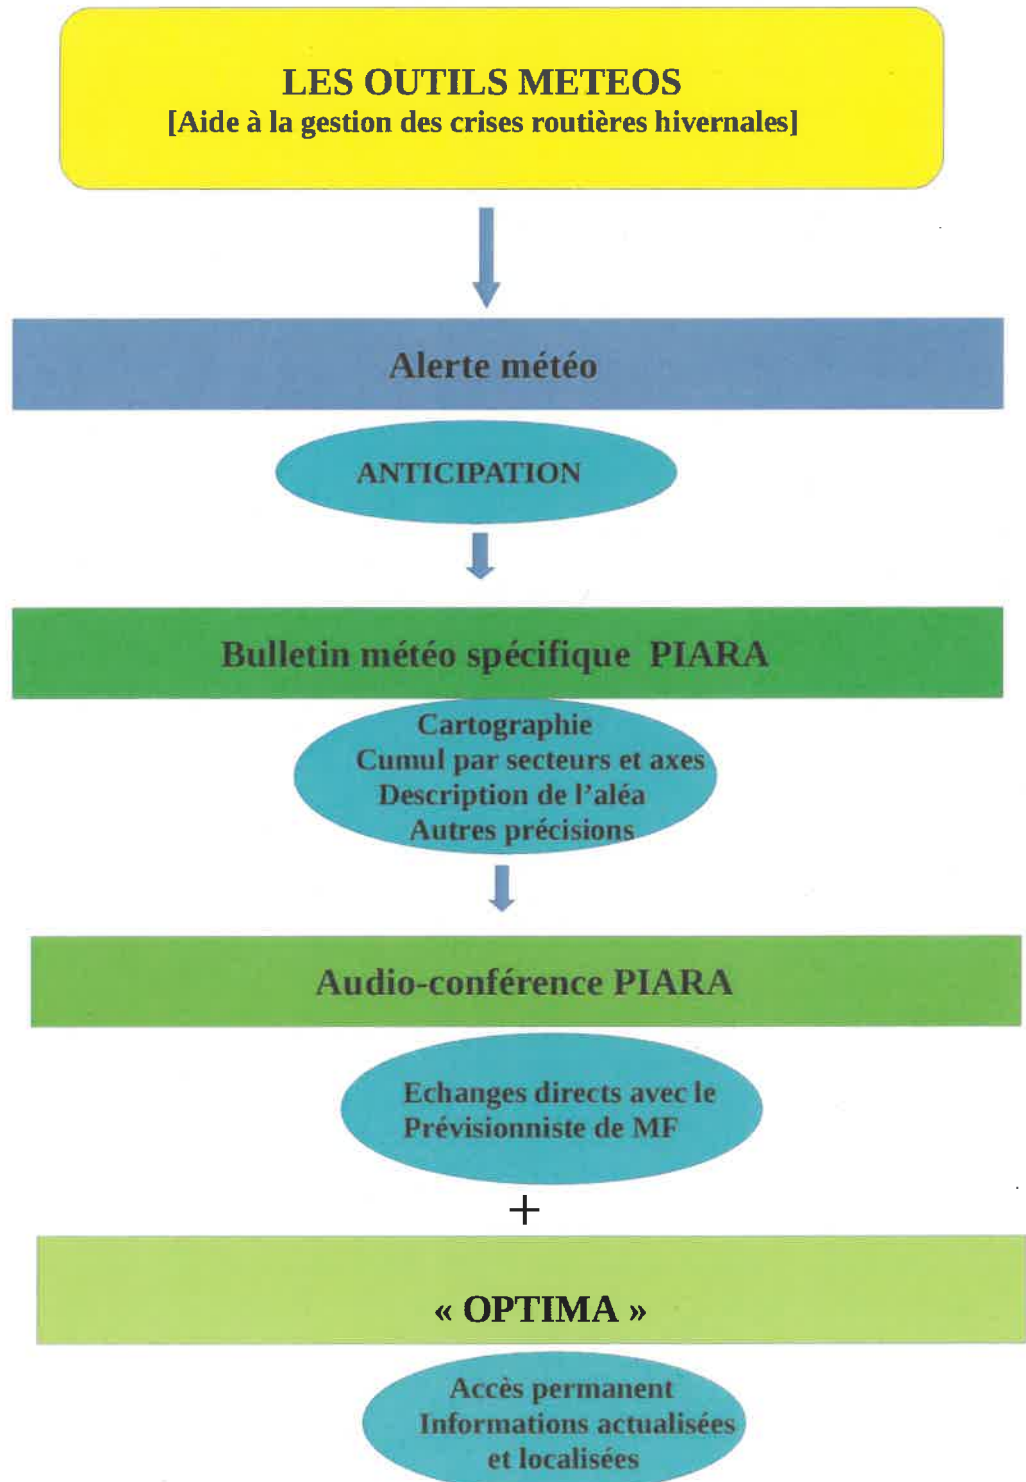 LES OUTILS METEOS
[Aide à la gestion des crises routières hivernales]
Alerte météo
ANTICIPATION
Bulletin météo spécifique PIARA
Cartographie
Cumul par secteurs et axes
Description de l'aléa
Autres précisions
Audio-conférence PIARA
Echanges directs avec le
Prévisionniste de MF
+
« OPTIMA »
Accès permanent
Informations actualisées
et localisées